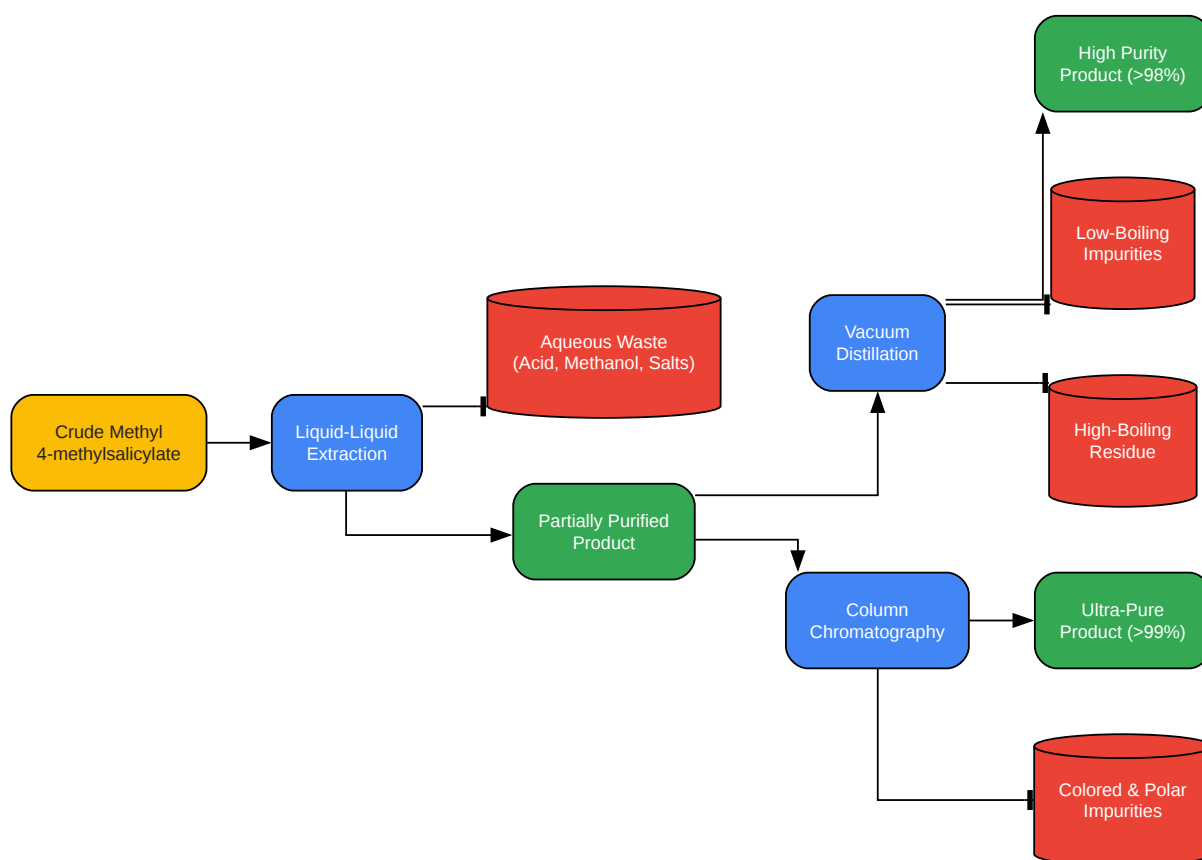 High Purity
Product (>98%)
Low-Boiling
Impurities
Aqueous Waste
(Acid, Methanol, Salts)
Vacuum
Distillation
Crude Methyl
4-methylsalicylate
Liquid-Liquid
Extraction
High-Boiling
Residue
Partially Purified
Product
Column
Chromatography
Ultra-Pure
Product (>99%)
Colored & Polar
Impurities